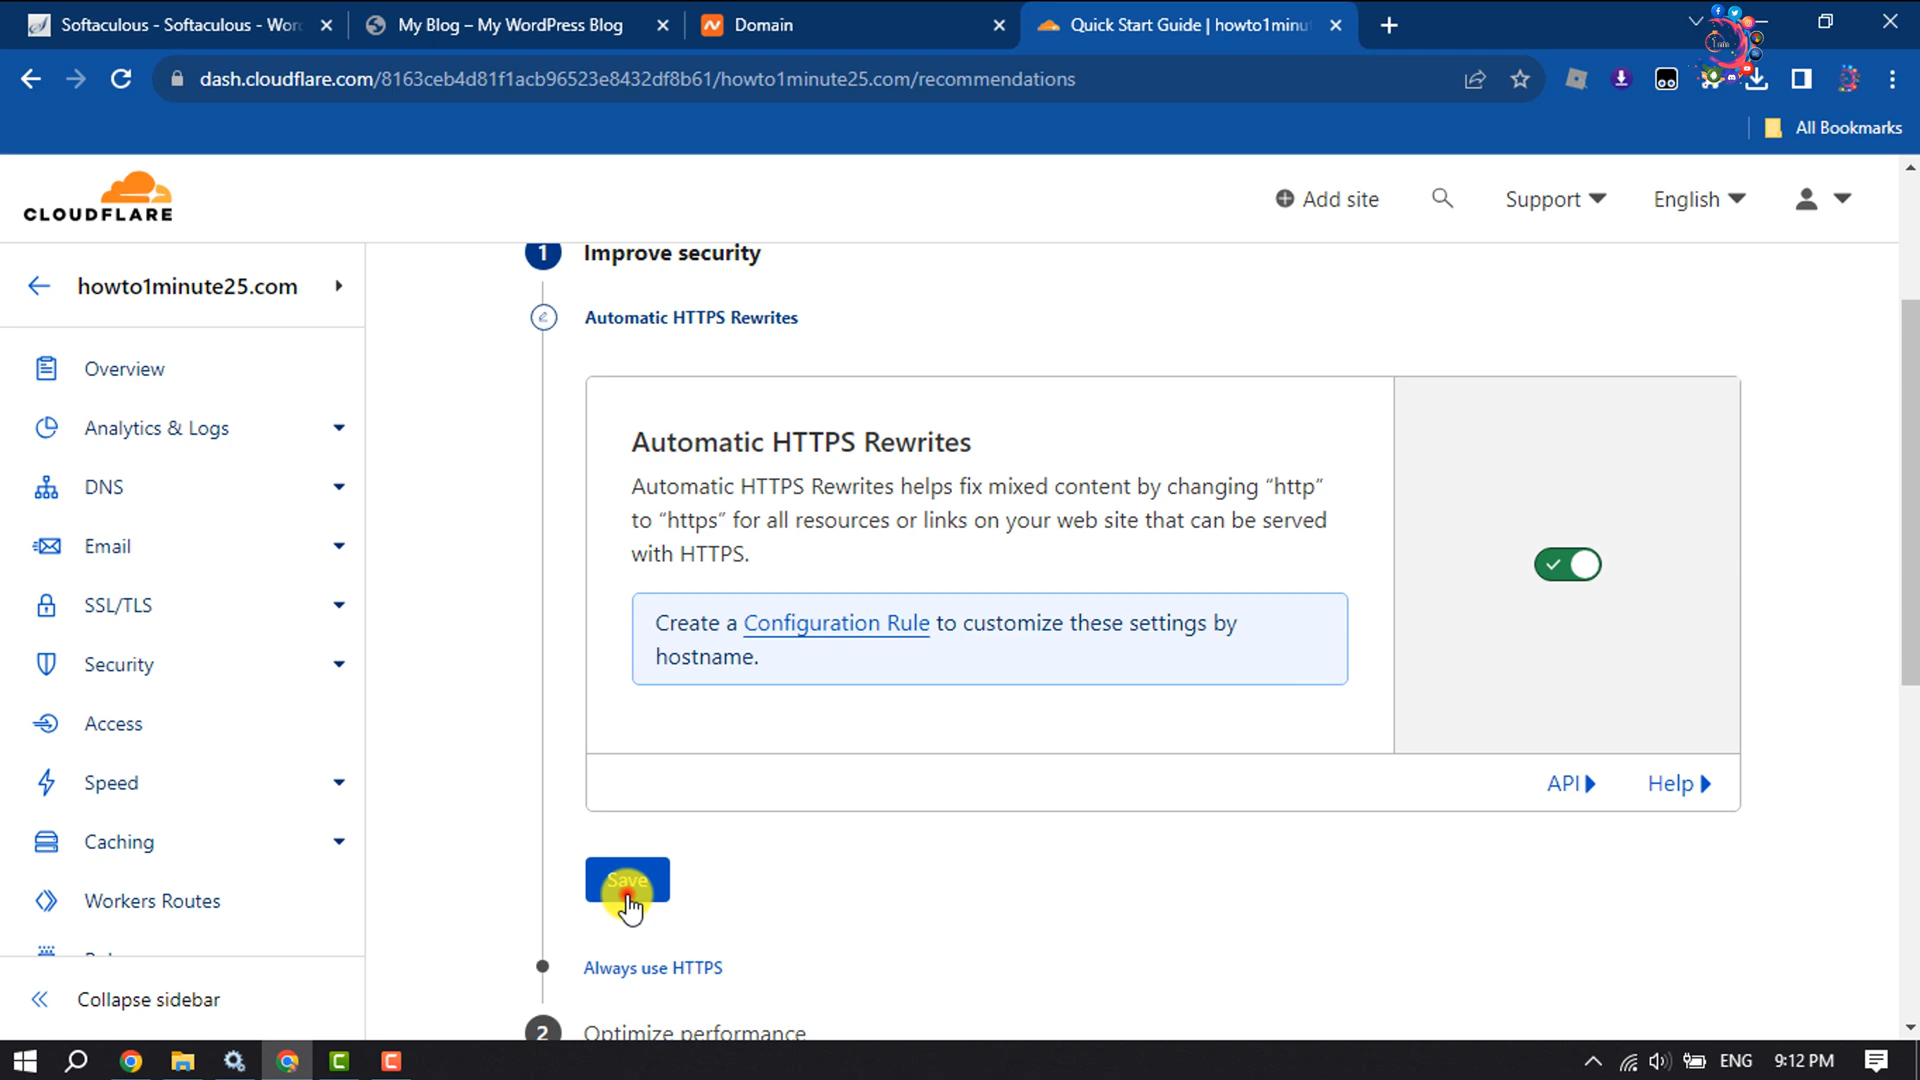 Softaculous - Softaculous - Wor
My Blog – My WordPress Blog
Domain
Quick Start Guide | howto1minu
dash.cloudflare.com/8163ceb4d81f1acb96523e8432df8b61/howto1minute25.com/recommendations
All Bookmarks
CLOUDFLARE
Add site
Support
English
howto1minute25.com
Overview
Analytics & Logs
DNS
Email
SSL/TLS
Security
Access
Speed
Caching
Workers Routes
Collapse sidebar
1 Improve security
Automatic HTTPS Rewrites
Automatic HTTPS Rewrites
Automatic HTTPS Rewrites helps fix mixed content by changing “http”
to “https” for all resources or links on your web site that can be served
with HTTPS.
Create a Configuration Rule to customize these settings by
hostname.
API
Help
Save
Always use HTTPS
2 Optimize performance
ENG
9:12 PM